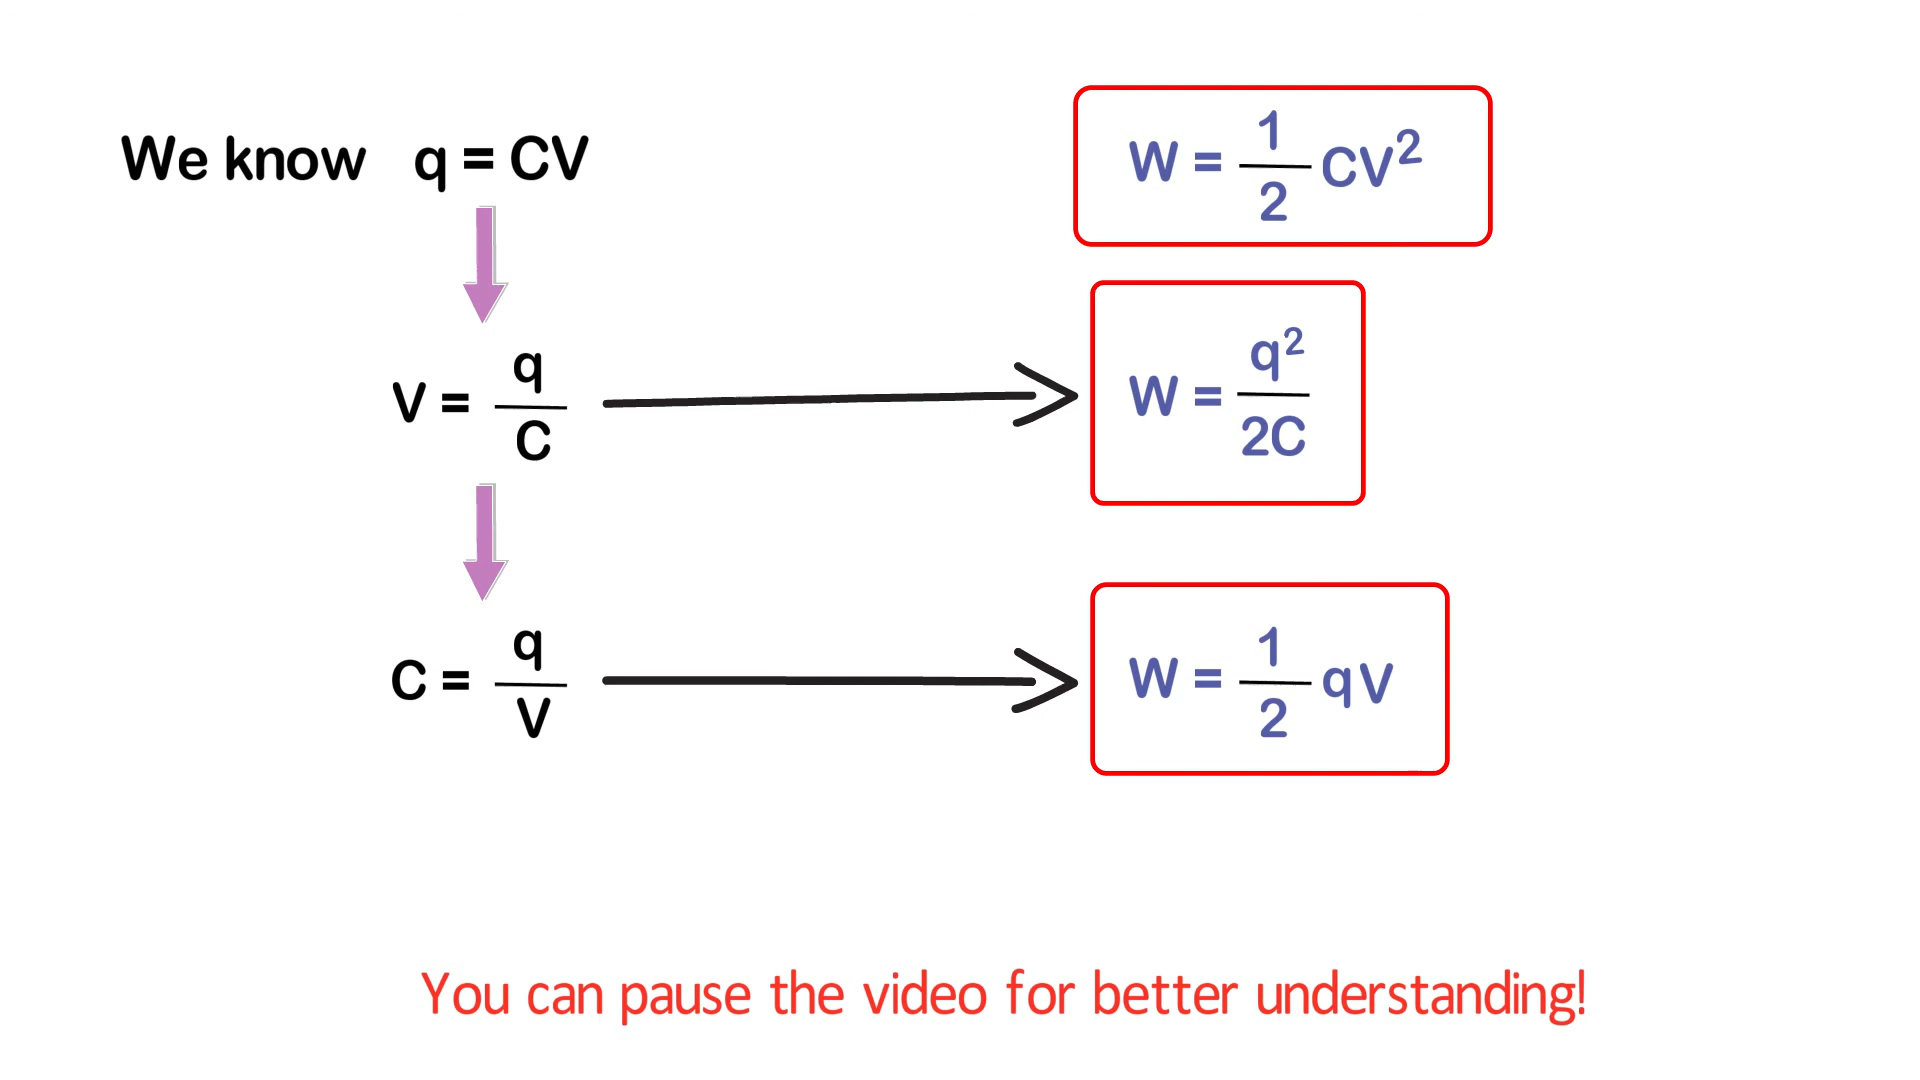 We know q = CV
W = 1/2 CV²
V = q/C
W = q²/2C
C = q/V
W = 1/2 qV
You can pause the video for better understanding!